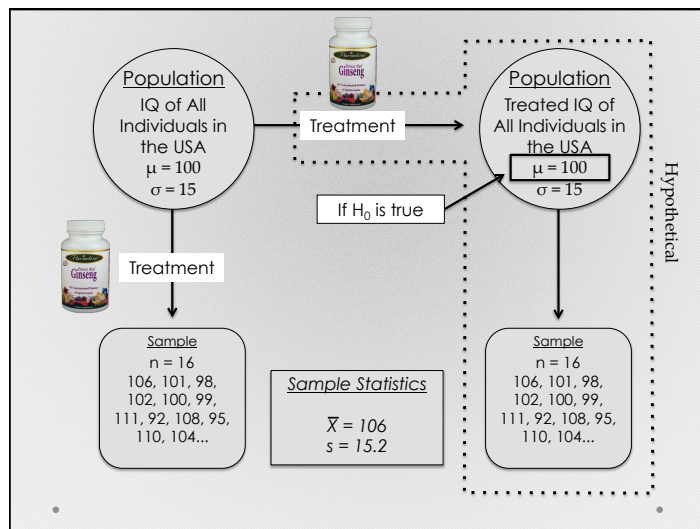 Population
IQ of All
Individuals in
the USA
μ = 100
σ = 15
Ginseng
Treatment
Population
Treated IQ of
All Individuals in
the USA
μ = 100
σ = 15
If H₀ is true
Hypothetical
Ginseng
Treatment
Sample
n = 16
106, 101, 98,
102, 100, 99,
111, 92, 108, 95,
110, 104...
Sample Statistics
X̅ = 106
s = 15.2
Sample
n = 16
106, 101, 98,
102, 100, 99,
111, 92, 108, 95,
110, 104...